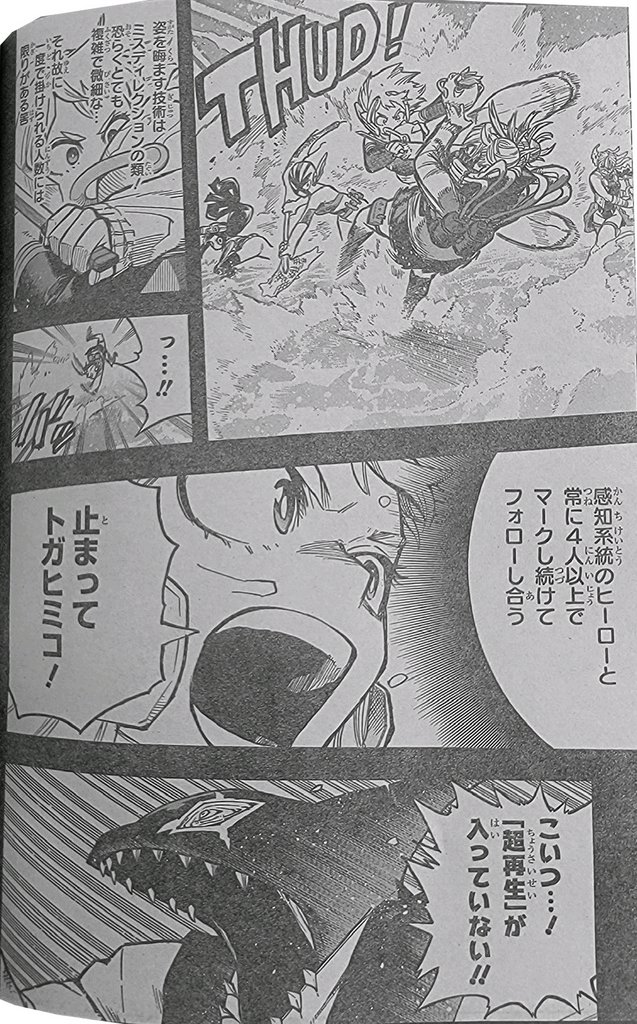 THUD!
姿を晦ます技術は
ミスディレクションの類!
恐らくとても
複雑で微細な…
それ故に
一度で掛けられる人数には
限りがある筈
っ…!!
感知系統のヒーローと
常に4人以上で
マークし続けて
フォローし合う
止まって
トガヒミコ!
こいつ…!
「超再生」が
入っていない!!